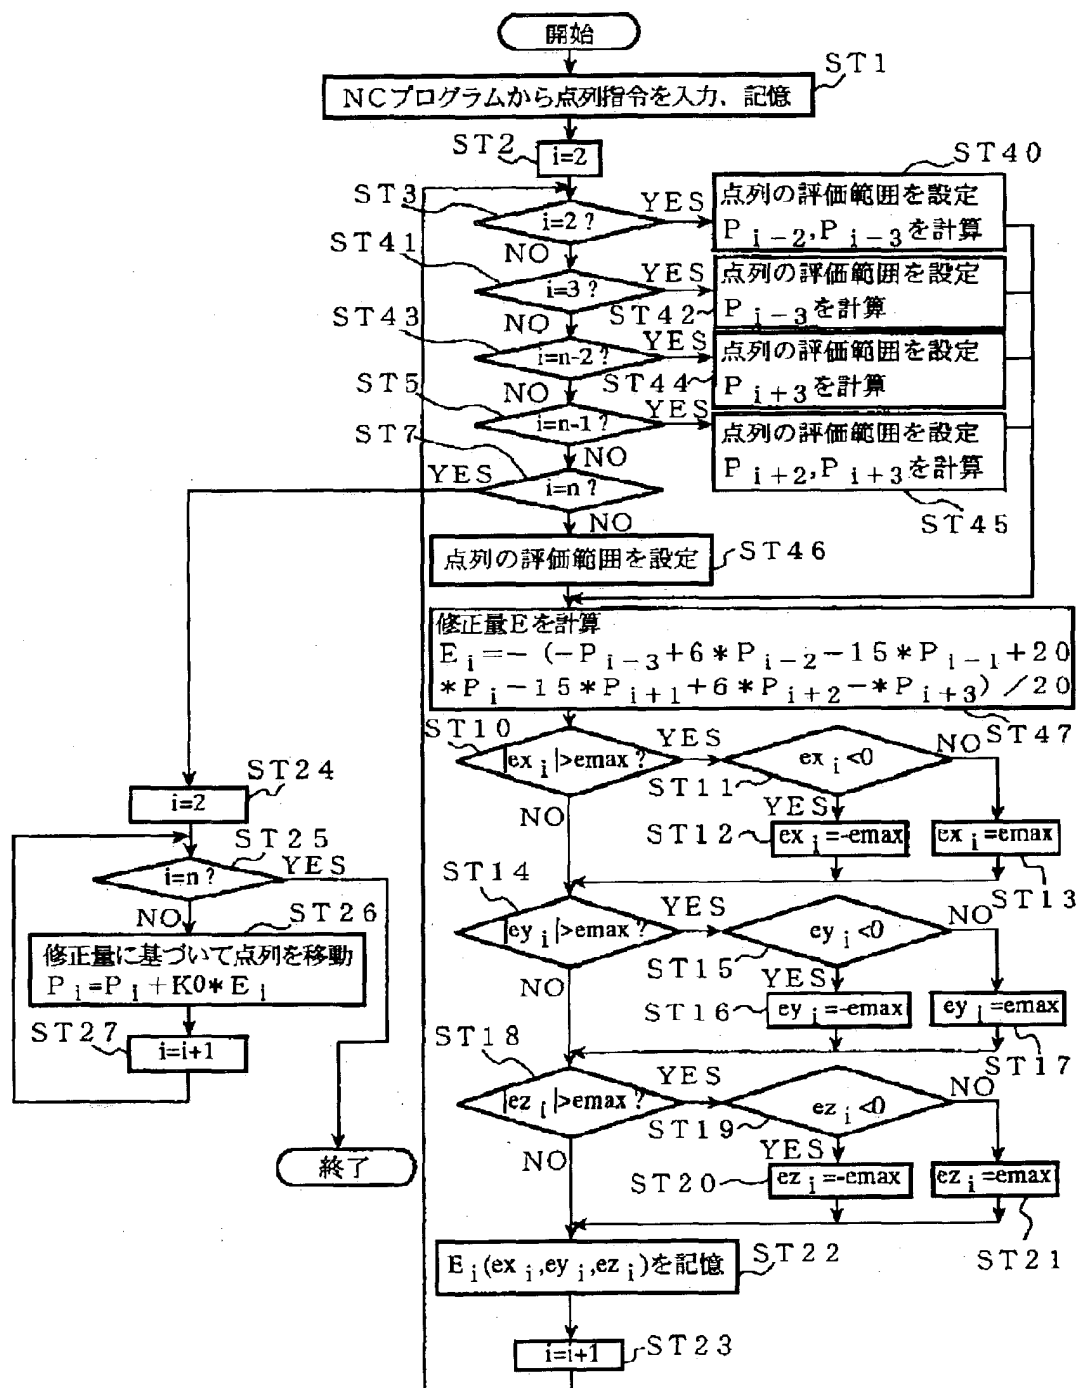 開始
ST1
NCプログラムから点列指令を入力、記憶
ST2
i=2
ST3
i=2?
YES
NO
ST40
点列の評価範囲を設定
P i-2, P i-3 を計算
ST41
i=3?
YES
NO
ST42
点列の評価範囲を設定
P i-3 を計算
ST43
i=n-2?
YES
NO
ST44
点列の評価範囲を設定
P i+3 を計算
ST5
i=n-1?
YES
NO
点列の評価範囲を設定
P i+2, P i+3 を計算
ST45
ST7
i=n?
YES
NO
点列の評価範囲を設定
ST46
修正量Eを計算
E i =-(-P i-3 +6*P i-2 -15*P i-1 +20
*P i -15*P i+1 +6*P i+2 -*P i+3)/20
ST47
ST10
|ex i |>emax?
YES
NO
ST11
ex i <0
YES
NO
ST12
ex i =-emax
ex i =emax
ST13
ST14
|ey i |>emax?
YES
NO
ST15
ey i <0
YES
NO
ST16
ey i =-emax
ey i =emax
ST17
ST18
|ez i |>emax?
YES
NO
ST19
ez i <0
YES
NO
ST20
ez i =-emax
ez i =emax
ST21
E i (ex i, ey i, ez i)を記憶
ST22
i=i+1
ST23
ST24
i=2
ST25
i=n?
YES
NO
ST26
修正量に基づいて点列を移動
P i =P i +K0* E i
ST27
i=i+1
終了